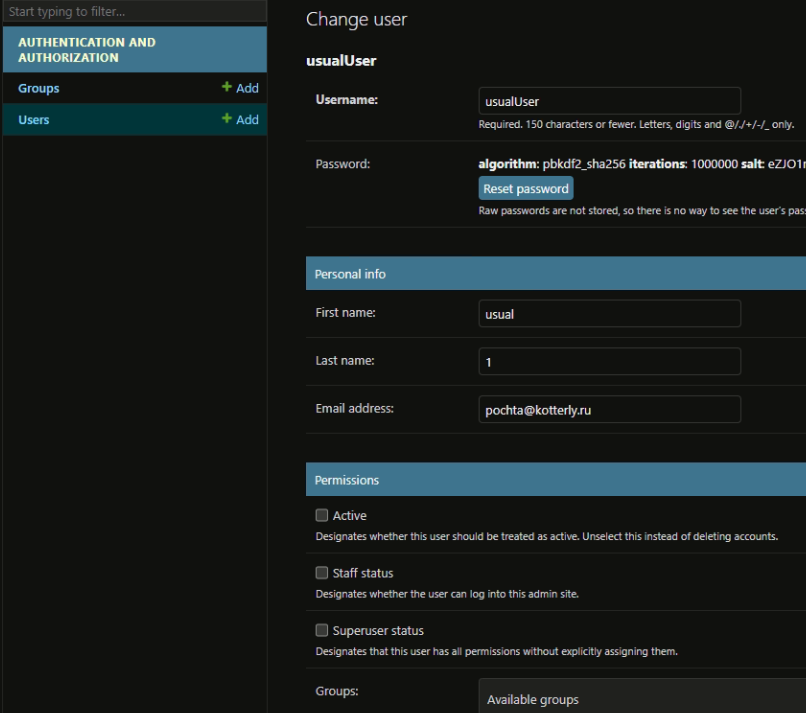 Start typing to filter...
AUTHENTICATION AND
AUTHORIZATION
Groups
+ Add
Users
+ Add
Change user
usualUser
Username:
usualUser
Required. 150 characters or fewer. Letters, digits and @/./+/-/_ only.
Password:
algorithm: pbkdf2_sha256 iterations: 1000000 salt: eZJO1
Reset password
Raw passwords are not stored, so there is no way to see the user's pas
Personal info
First name:
usual
Last name:
1
Email address:
pochta@kotterly.ru
Permissions
Active
Designates whether this user should be treated as active. Unselect this instead of deleting accounts.
Staff status
Designates whether the user can log into this admin site.
Superuser status
Designates that this user has all permissions without explicitly assigning them.
Groups:
Available groups